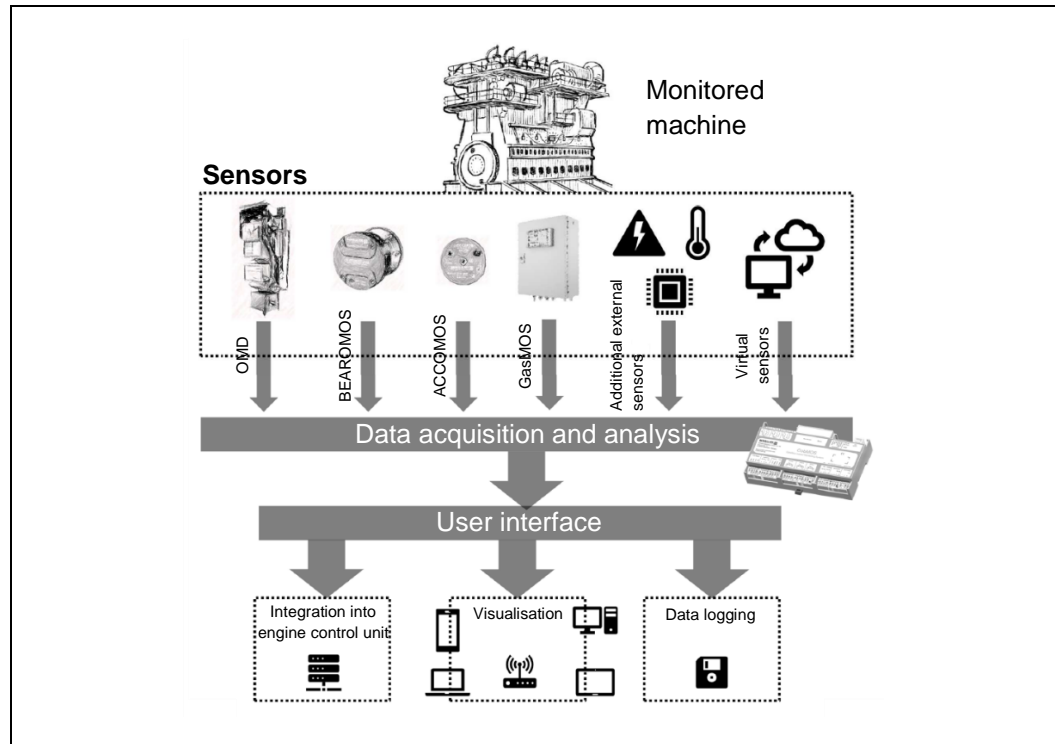 Monitored
machine
Sensors
OMD
BEAROMOS
ACCOMOS
GasMOS
Additional external
sensors
Virtual
sensors
Data acquisition and analysis
User interface
Integration into
engine control unit
Visualisation
Data logging